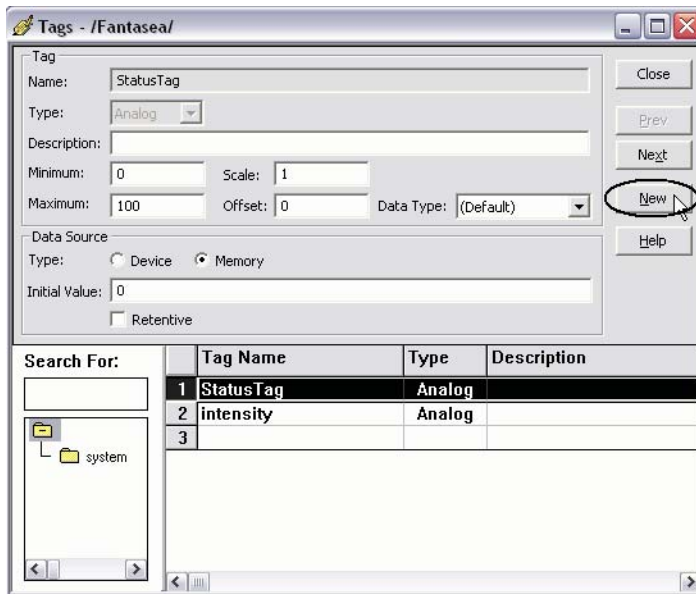 Tags - /Fantasea/
Tag
Name: StatusTag
Close
Type: Analog
Prev
Description:
Next
Minimum: 0 Scale: 1
Maximum: 100 Offset: 0 Data Type: (Default)
New
Data Source
Help
Type: Device Memory
Initial Value: 0
Retentive
Search For:
Tag Name Type Description
1 StatusTag Analog
2 intensity Analog
3
system